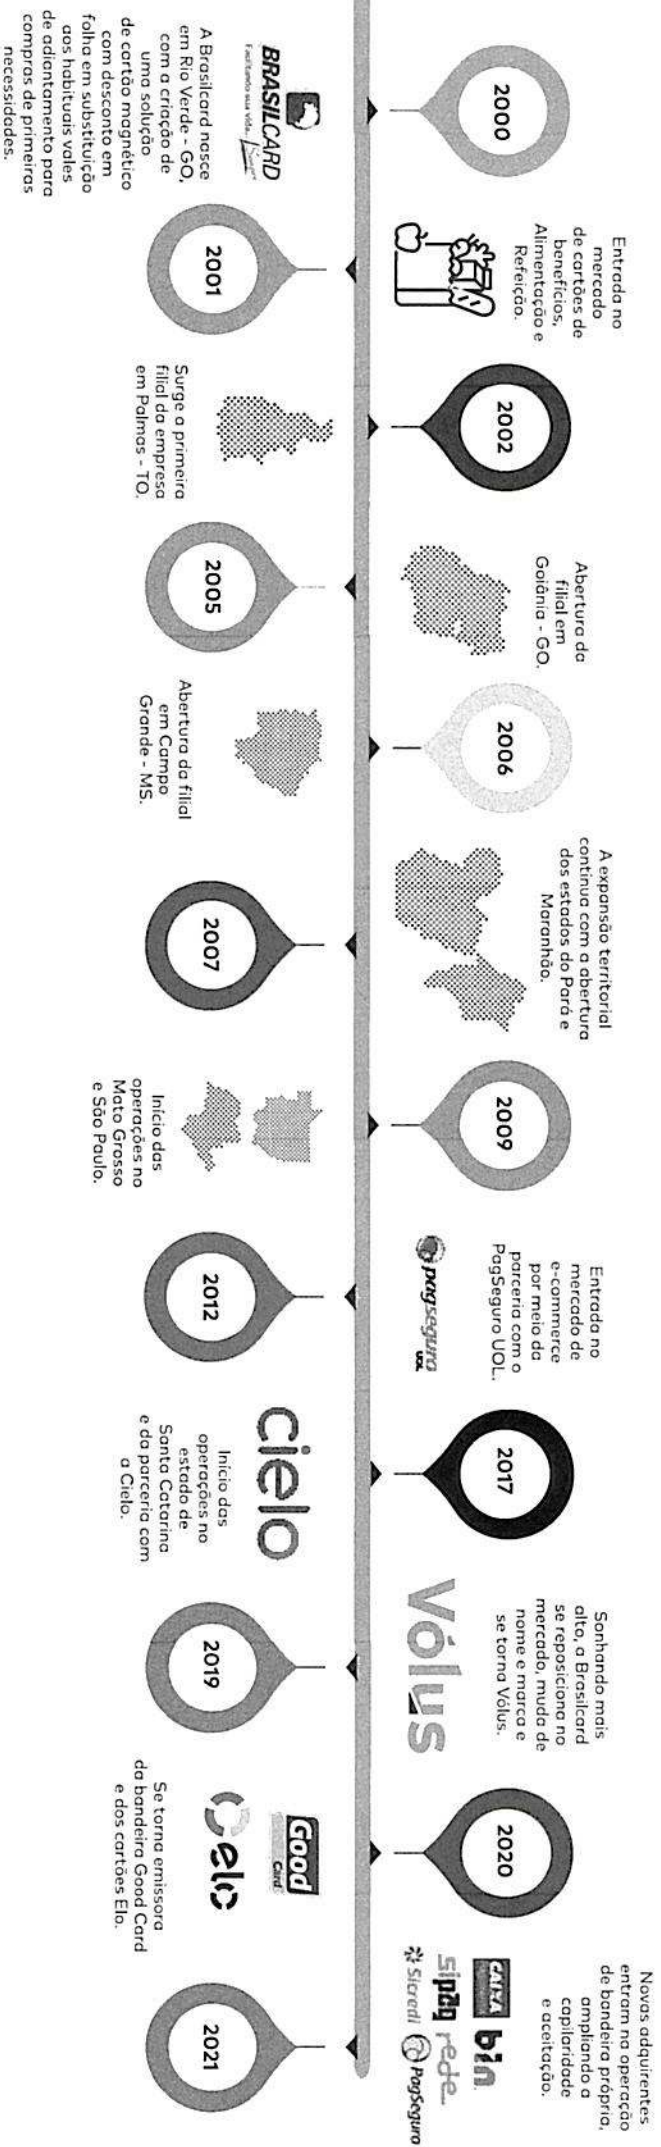 2000
BRASILCARD
Facilitando sua vida...
A Brasilcard nasce
em Rio Verde - GO,
com a criação de
uma solução
de cartão magnético
com desconto em
folha em substituição
aos habituais vales
de adiantamento para
compras de primeiras
necessidades.
2001
Entrada no
mercado
de cartões de
benefícios,
Alimentação e
Refeição.
2002
Surge a primeira
filial da empresa
em Palmas - TO.
2005
Abertura da
filial em
Goiânia - GO.
2006
Abertura da filial
em Campo
Grande - MS.
2007
A expansão territorial
continua com a abertura
dos estados do Pará e
Maranhão.
2009
Início das
operações no
Mato Grosso
e São Paulo.
2012
Entrada no
mercado de
e-commerce
por meio da
parceria com o
PagSeguro UOL.
pagseguro
UOL
2017
cielo
Início das
operações no
estado de
Santa Catarina
e da parceria com
a Cielo.
2019
Sonhando mais
alto, a Brasilcard
se reposiciona no
mercado, muda de
nome e marca e
se torna Vólus.
Vólus
2020
Good
Card
elo
Se torna emissora
da bandeira Good Card
e dos cartões Elo.
2021
Novas adquirentes
entram na operação
de bandeira própria,
ampliando a
capilaridade
e aceitação.
CAIXA bin
sipag rede
Sicredi PagSeguro